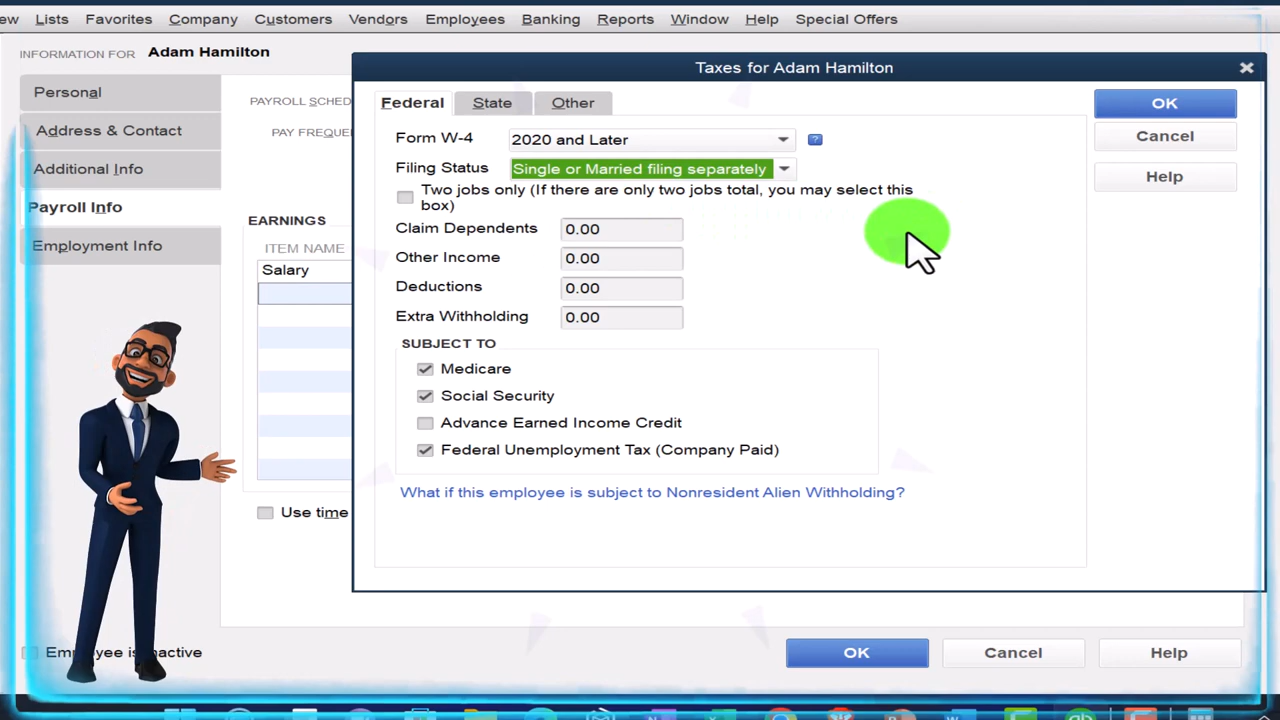 ew Lists Favorites Company Customers Vendors Employees Banking Reports Window Help Special Offers
INFORMATION FOR Adam Hamilton
Personal
Address & Contact
Additional Info
Payroll Info
Employment Info
PAYROLL SCHED
PAY FREQUE
EARNINGS
ITEM NAME
Salary
Use time
Taxes for Adam Hamilton
Federal State Other
Form W-4 2020 and Later
Filing Status Single or Married filing separately
Two jobs only (If there are only two jobs total, you may select this
box)
Claim Dependents 0.00
Other Income 0.00
Deductions 0.00
Extra Withholding 0.00
SUBJECT TO
Medicare
Social Security
Advance Earned Income Credit
Federal Unemployment Tax (Company Paid)
What if this employee is subject to Nonresident Alien Withholding?
OK
Cancel
Help
OK Cancel Help